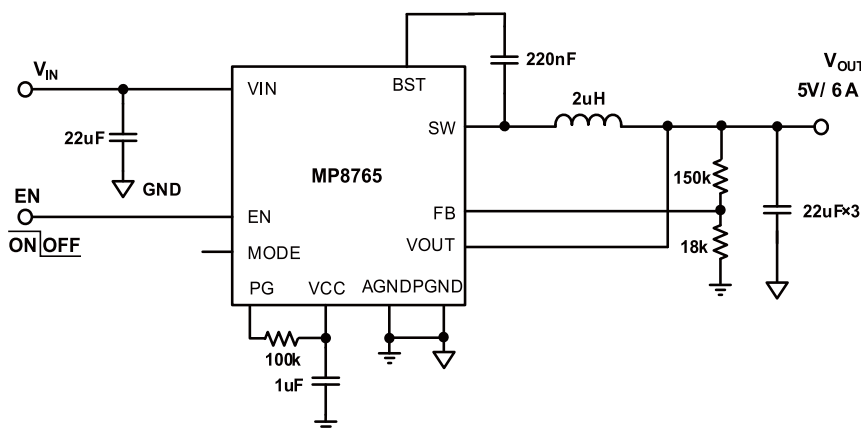 V_IN
220nF
V_OUT
5V/ 6 A
VIN
BST
2uH
22uF
SW
MP8765
150k
GND
EN
EN
FB
22uF×3
ON OFF
VOUT
18k
MODE
PG
VCC
AGND
PGND
100k
1uF